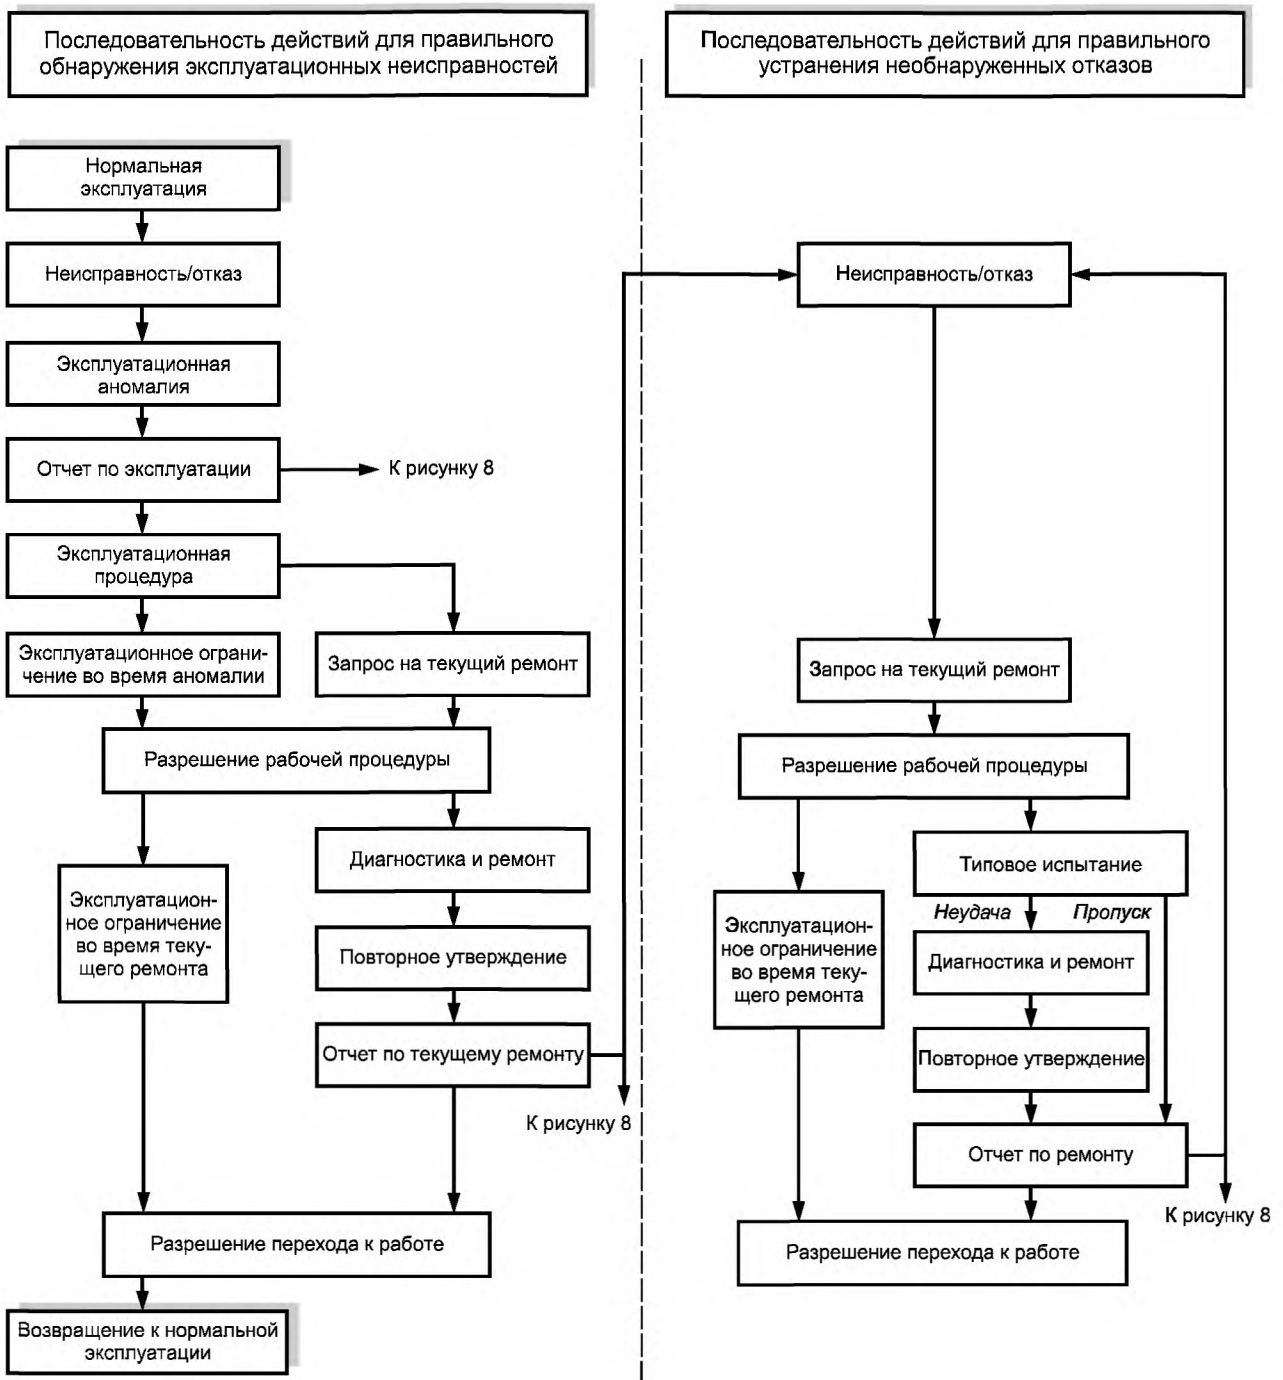 Последовательность действий для правильного
обнаружения эксплуатационных неисправностей
Нормальная
эксплуатация
Неисправность/отказ
Эксплуатационная
аномалия
Отчет по эксплуатации
К рисунку 8
Эксплуатационная
процедура
Эксплуатационное ограни-
чение во время аномалии
Запрос на текущий ремонт
Разрешение рабочей процедуры
Диагностика и ремонт
Эксплуатацион-
ное ограничение
во время теку-
щего ремонта
Повторное утверждение
Отчет по текущему ремонту
К рисунку 8
Разрешение перехода к работе
Возвращение к нормальной
эксплуатации
Последовательность действий для правильного
устранения необнаруженных отказов
Неисправность/отказ
Запрос на текущий ремонт
Разрешение рабочей процедуры
Типовое испытание
Неудача
Пропуск
Эксплуатацион-
ное ограничение
во время теку-
щего ремонта
Диагностика и ремонт
Повторное утверждение
Отчет по ремонту
К рисунку 8
Разрешение перехода к работе